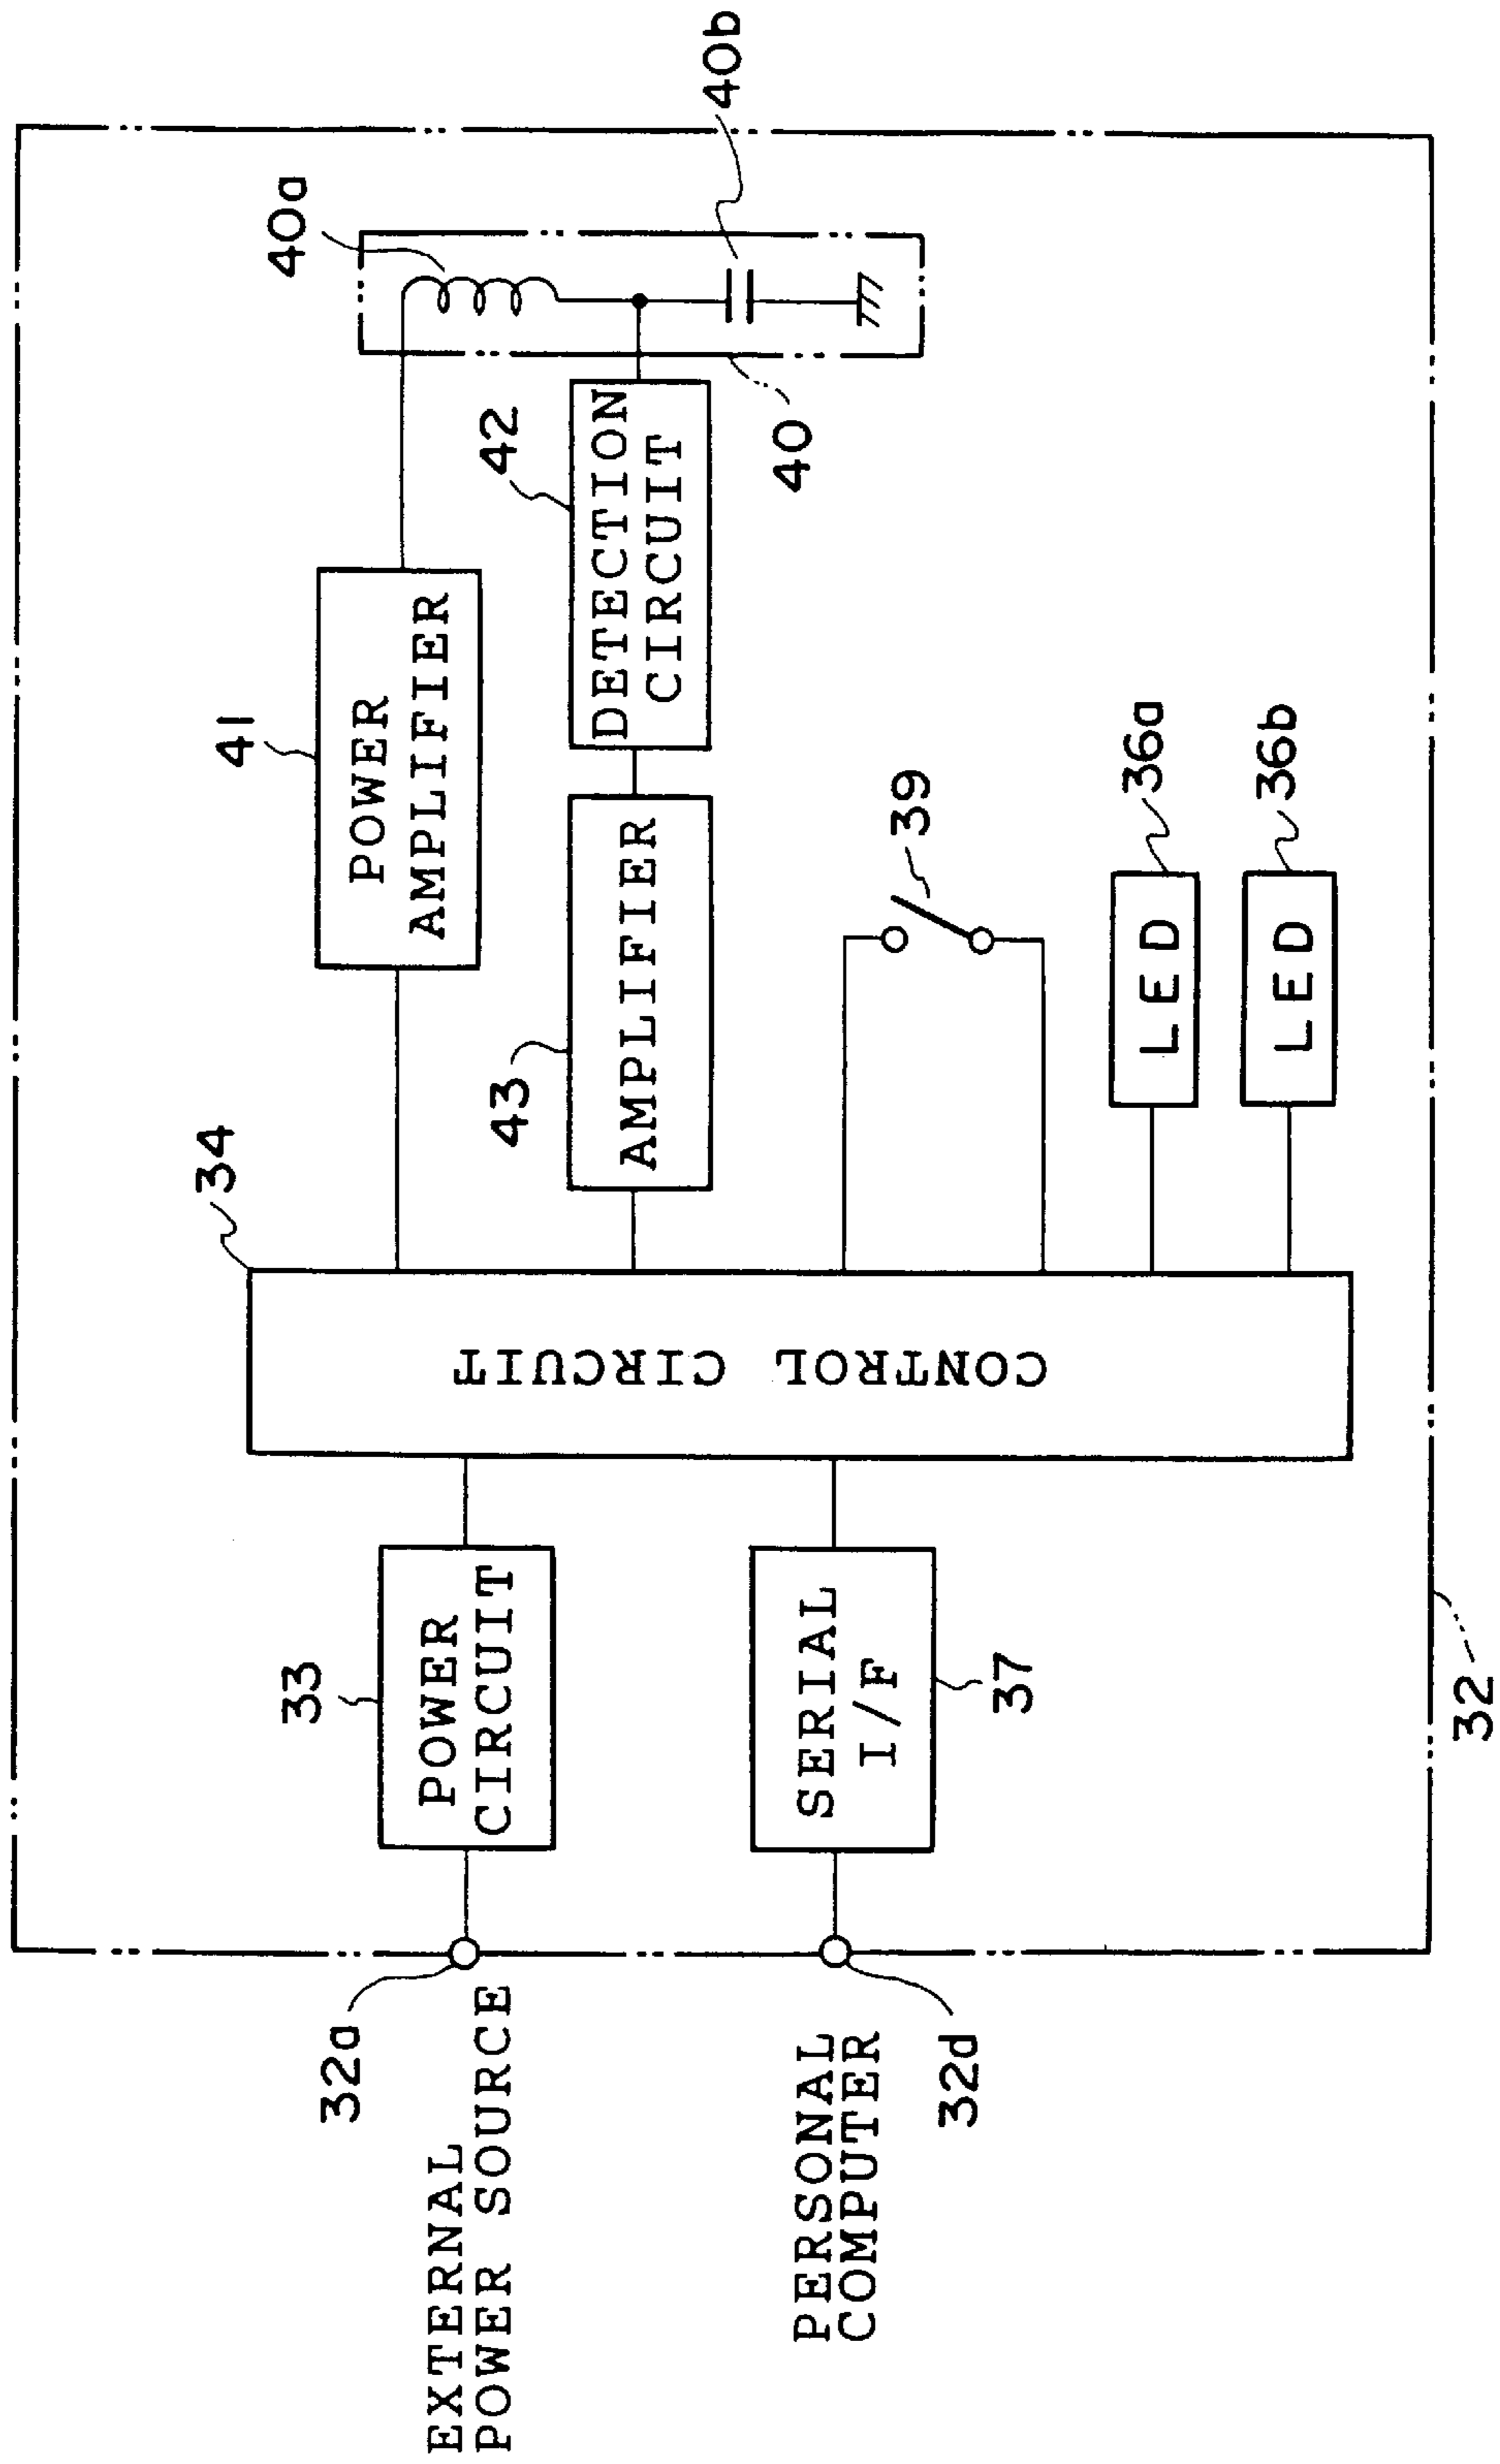 EXTERNAL
POWER SOURCE
32a
PERSONAL
COMPUTER
32d
33
POWER
CIRCUIT
SERIAL
I/F
37
32
34
CONTROL CIRCUIT
41
POWER
AMPLIFIER
43
AMPLIFIER
42
DETECTION
CIRCUIT
40a
40b
40
39
LED
36a
LED
36b